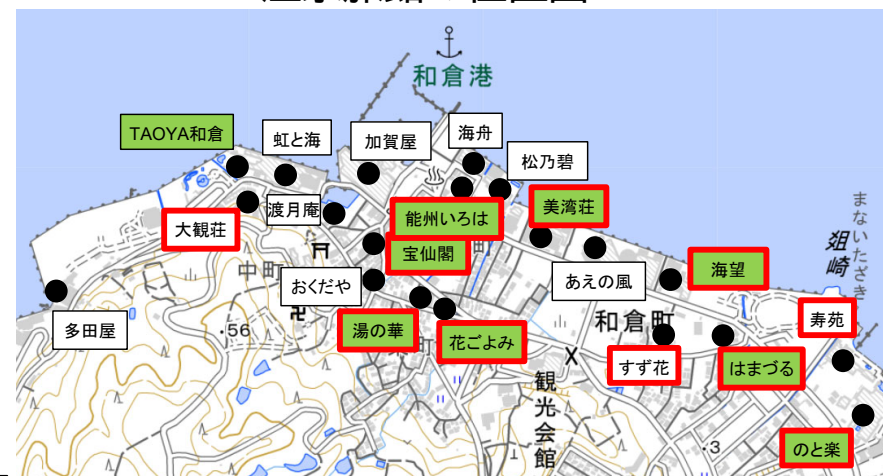 和倉港
TAOYA和倉
虹と海
加賀屋
海舟
松乃碧
大観荘
渡月庵
能州いろは
美湾荘
まないたざき
俎崎
中町
宝仙閣
おくだや
あえの風
海望
多田屋
・56
湯の華
花ごよみ
和倉町
寿苑
すず花
はまづる
観光会館
・3
のと楽